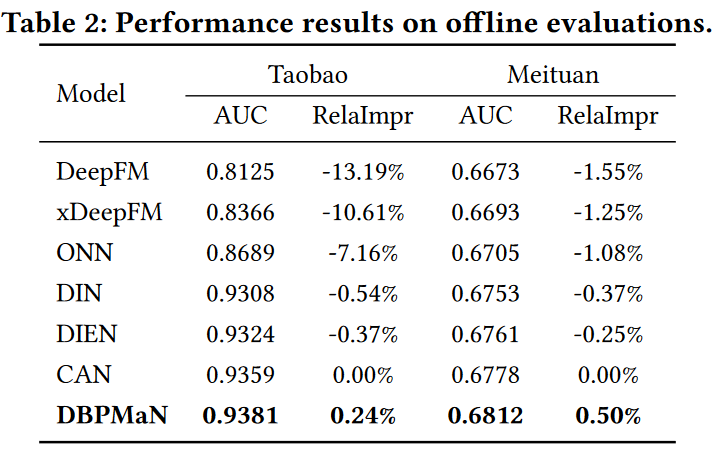 Table 2: Performance results on offline evaluations.
Model Taobao Meituan
AUC RelaImpr AUC RelaImpr
DeepFM 0.8125 -13.19% 0.6673 -1.55%
xDeepFM 0.8366 -10.61% 0.6693 -1.25%
ONN 0.8689 -7.16% 0.6705 -1.08%
DIN 0.9308 -0.54% 0.6753 -0.37%
DIEN 0.9324 -0.37% 0.6761 -0.25%
CAN 0.9359 0.00% 0.6778 0.00%
DBPMaN 0.9381 0.24% 0.6812 0.50%